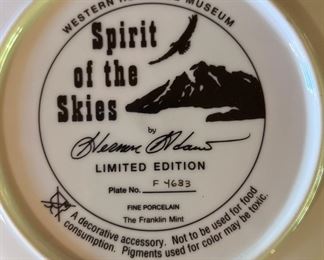 WESTERN MUSEUM
Spirit
of the
Skies
by
LIMITED EDITION
Plate No. F 4683
FINE PORCELAIN
The Franklin Mint
A decorative accessory. Not to be used for food
consumption. Pigments used for color may be toxic.